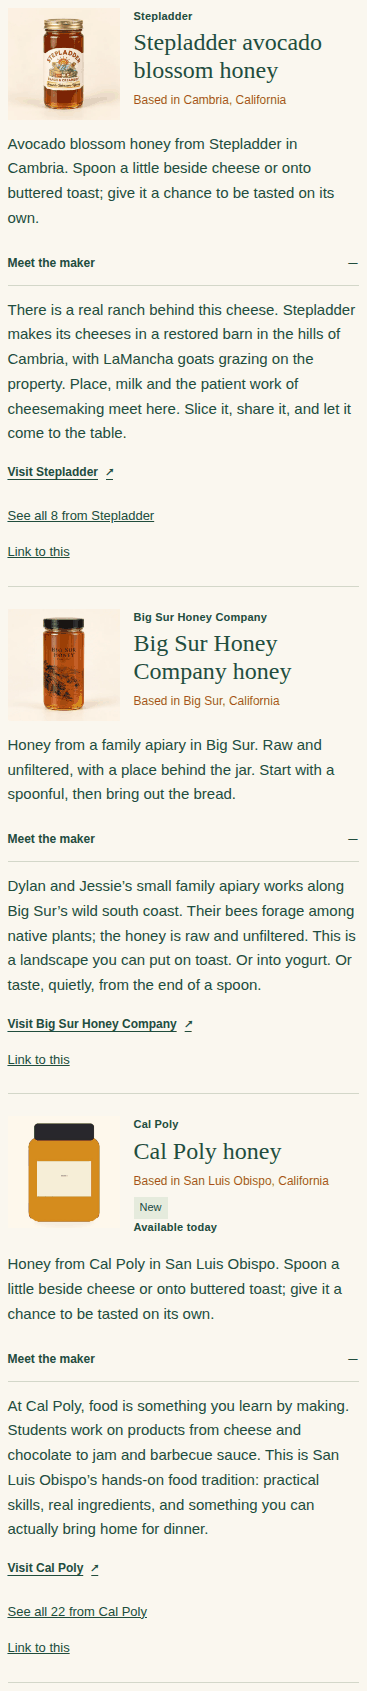 STEPLADDER
Stepladder
Stepladder avocado
blossom honey
Based in Cambria, California
Avocado blossom honey from Stepladder in
Cambria. Spoon a little beside cheese or onto
buttered toast; give it a chance to be tasted on its
own.
Meet the maker —
There is a real ranch behind this cheese. Stepladder
makes its cheeses in a restored barn in the hills of
Cambria, with LaMancha goats grazing on the
property. Place, milk and the patient work of
cheesemaking meet here. Slice it, share it, and let it
come to the table.
Visit Stepladder ↗
See all 8 from Stepladder
Link to this
BIG SUR
HONEY
Big Sur Honey Company
Big Sur Honey
Company honey
Based in Big Sur, California
Honey from a family apiary in Big Sur. Raw and
unfiltered, with a place behind the jar. Start with a
spoonful, then bring out the bread.
Meet the maker —
Dylan and Jessie’s small family apiary works along
Big Sur’s wild south coast. Their bees forage among
native plants; the honey is raw and unfiltered. This is
a landscape you can put on toast. Or into yogurt. Or
taste, quietly, from the end of a spoon.
Visit Big Sur Honey Company ↗
Link to this
Cal Poly
Cal Poly honey
Based in San Luis Obispo, California
New
Available today
Honey from Cal Poly in San Luis Obispo. Spoon a
little beside cheese or onto buttered toast; give it a
chance to be tasted on its own.
Meet the maker —
At Cal Poly, food is something you learn by making.
Students work on products from cheese and
chocolate to jam and barbecue sauce. This is San
Luis Obispo’s hands-on food tradition: practical
skills, real ingredients, and something you can
actually bring home for dinner.
Visit Cal Poly ↗
See all 22 from Cal Poly
Link to this